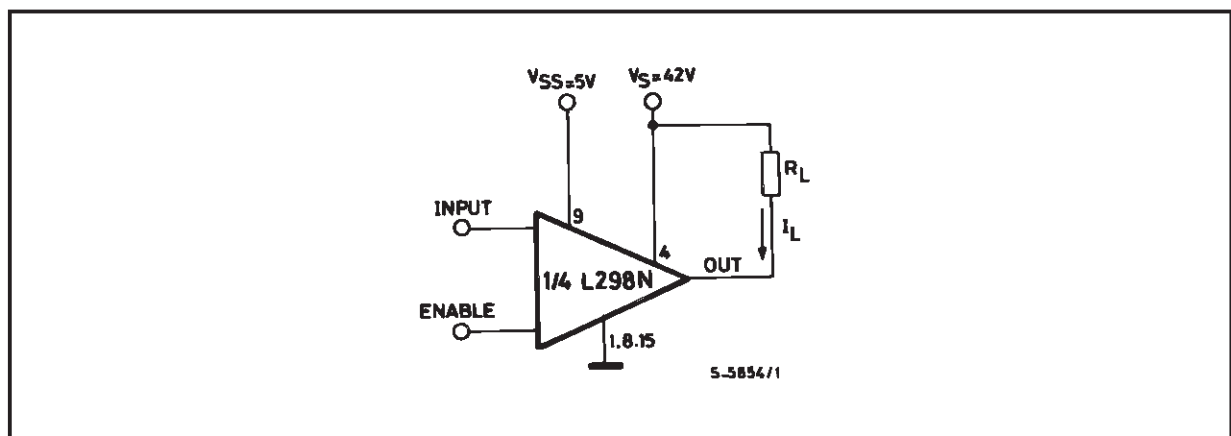 VSS=5V
VS=42V
RL
INPUT
9
IL
4
OUT
1/4 L298N
ENABLE
1.8.15
S-5854/1